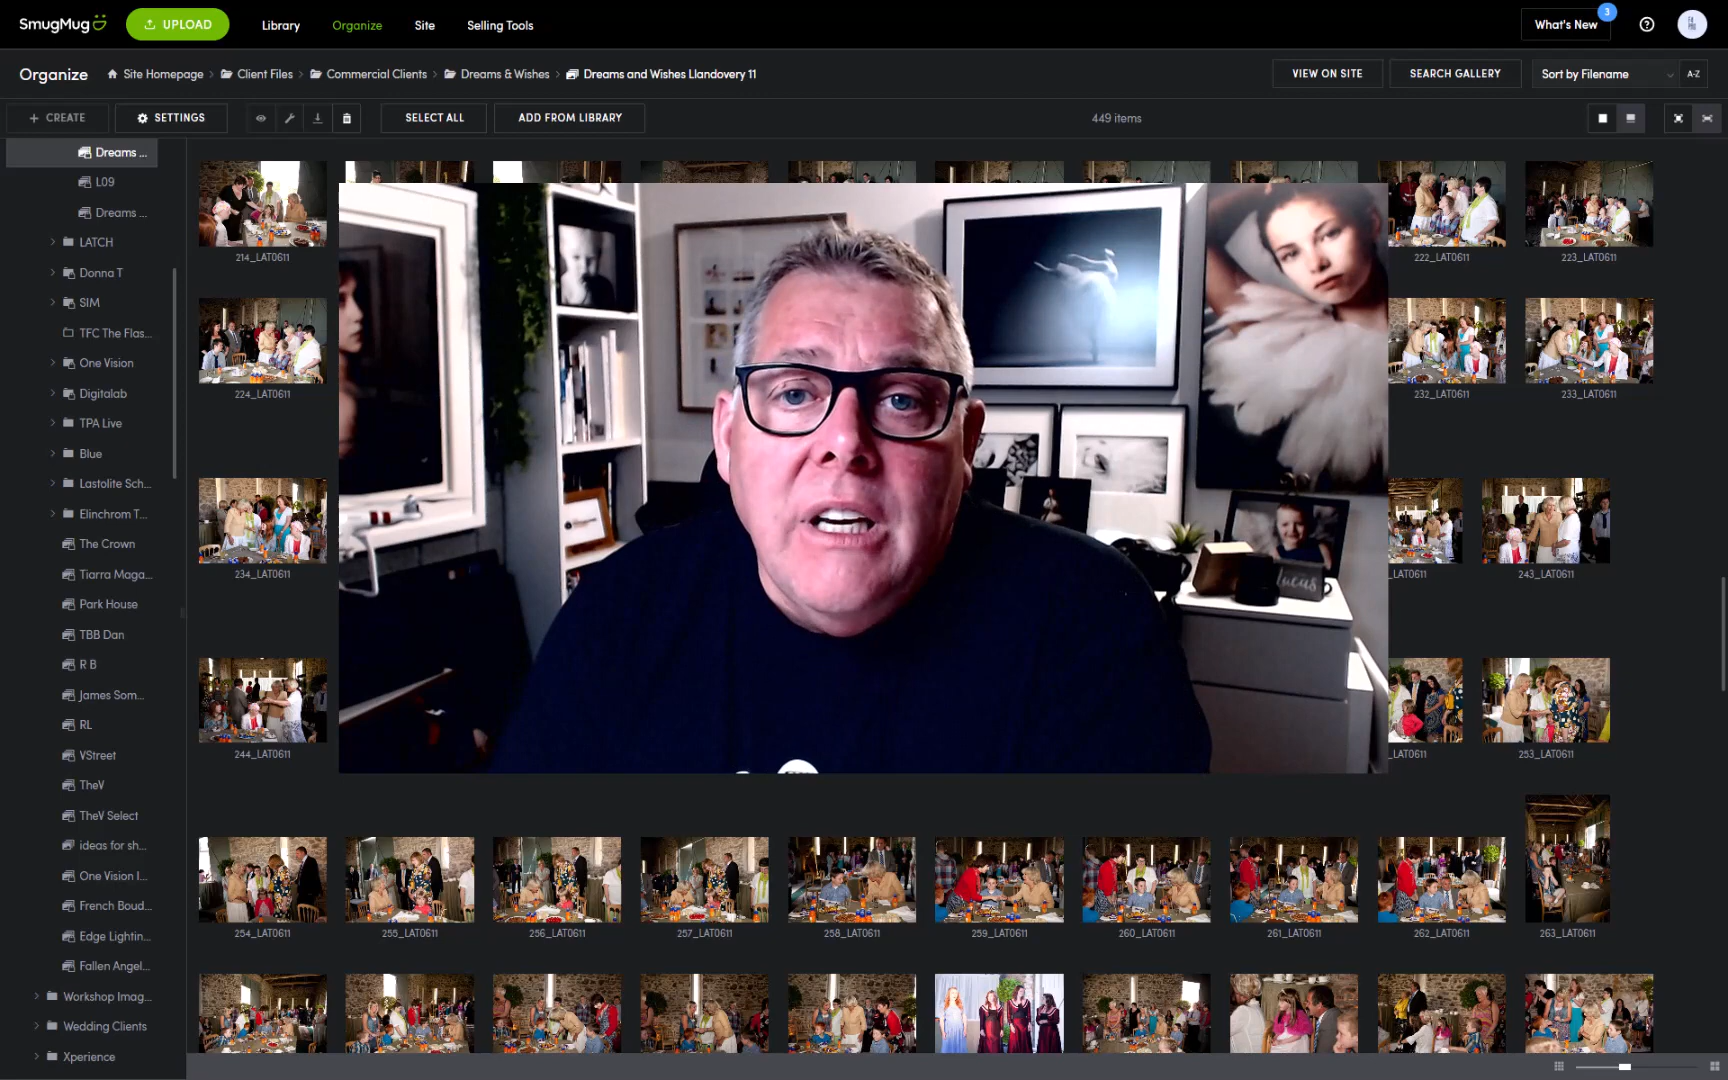 SmugMug UPLOAD Library Organize Site Selling Tools What's New 3
Organize Site Homepage Client Files Commercial Clients Dreams & Wishes Dreams and Wishes Llandovery 11 VIEW ON SITE SEARCH GALLERY Sort by Filename A-Z
+ CREATE SETTINGS SELECT ALL ADD FROM LIBRARY 449 items
Dreams ...
L09
Dreams ...
LATCH
Donna T
SIM
TFC The Flas...
One Vision
Digitalab
TPA Live
Blue
Lastolite Sch...
Elinchrom T...
The Crown
Tiarra Maga...
Park House
TBB Dan
R B
James Som...
RL
VStreet
TheV
TheV Select
ideas for sh...
One Vision I...
French Boud...
Edge Lightin...
Fallen Angel...
Workshop Imag...
Wedding Clients
Xperience
214_LAT0611 222_LAT0611 223_LAT0611
224_LAT0611 232_LAT0611 233_LAT0611
234_LAT0611 _LAT0611 243_LAT0611
244_LAT0611 _LAT0611 253_LAT0611
lucas
254_LAT0611 255_LAT0611 256_LAT0611 257_LAT0611 258_LAT0611 259_LAT0611 260_LAT0611 261_LAT0611 262_LAT0611 263_LAT0611